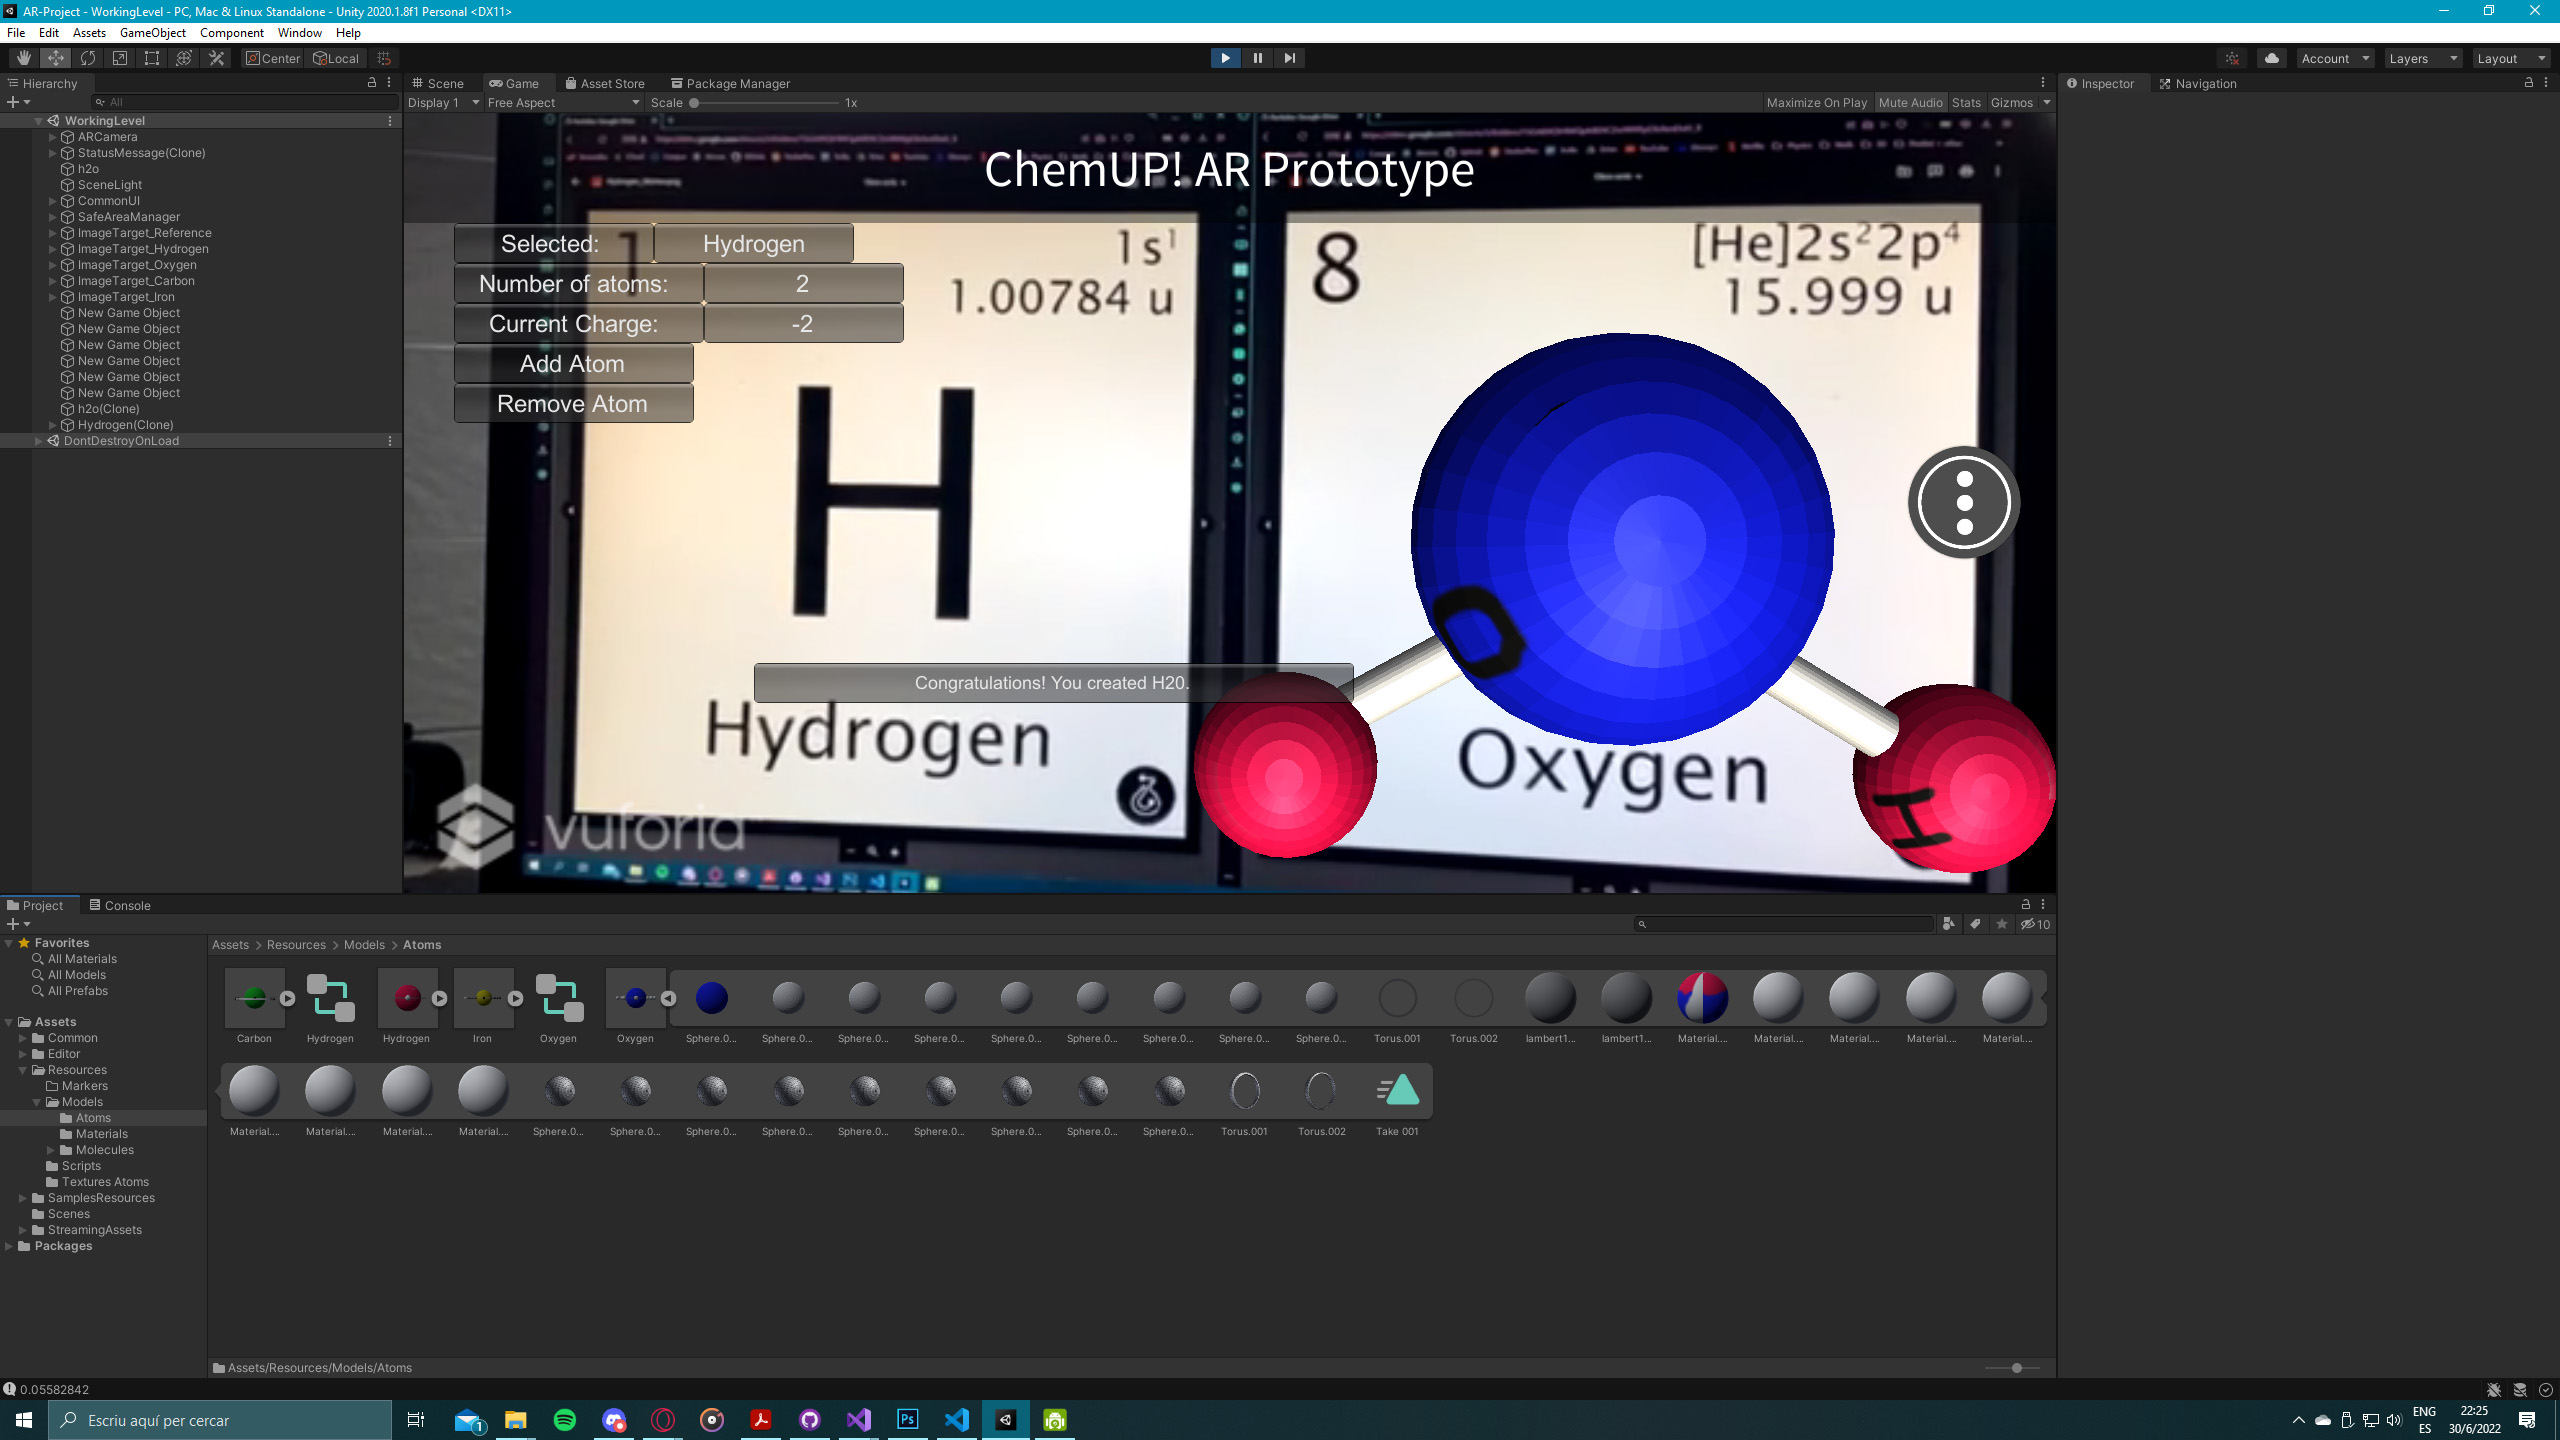 AR-Project - WorkingLevel - PC, Mac & Linux Standalone - Unity 2020.1.8f1 Personal <DX11>
File Edit Assets GameObject Component Window Help
Center Local
Account Layers Layout
Hierarchy
All
WorkingLevel
ARCamera
StatusMessage(Clone)
h2o
SceneLight
CommonUI
SafeAreaManager
ImageTarget_Reference
ImageTarget_Hydrogen
ImageTarget_Oxygen
ImageTarget_Carbon
ImageTarget_Iron
New Game Object
New Game Object
New Game Object
New Game Object
New Game Object
New Game Object
h2o(Clone)
Hydrogen(Clone)
DontDestroyOnLoad
Scene Game Asset Store Package Manager
Display 1 Free Aspect Scale 1x Maximize On Play Mute Audio Stats Gizmos
ChemUP! AR Prototype
Selected: Hydrogen
Number of atoms: 2
Current Charge: -2
Add Atom
Remove Atom
1
1s¹
1.00784 u
H
Hydrogen
8
[He]2s²2p⁴
15.999 u
O
H
Oxygen
Congratulations! You created H20.
vuforia
Inspector Navigation
Project Console
10
Favorites
All Materials
All Models
All Prefabs
Assets
Common
Editor
Resources
Markers
Models
Atoms
Materials
Molecules
Scripts
Textures Atoms
SamplesResources
Scenes
StreamingAssets
Packages
Assets > Resources > Models > Atoms
Carbon Hydrogen Hydrogen Iron Oxygen Oxygen Sphere.0... Sphere.0... Sphere.0... Sphere.0... Sphere.0... Sphere.0... Sphere.0... Sphere.0... Sphere.0... Torus.001 Torus.002 lambert1... lambert1... Material.... Material.... Material.... Material.... Material....
Material.... Material.... Material.... Material.... Sphere.0... Sphere.0... Sphere.0... Sphere.0... Sphere.0... Sphere.0... Sphere.0... Sphere.0... Sphere.0... Torus.001 Torus.002 Take 001
Assets/Resources/Models/Atoms
0.05582842
Escriu aquí per cercar
1
Ps
ENG
ES
22:25
30/6/2022